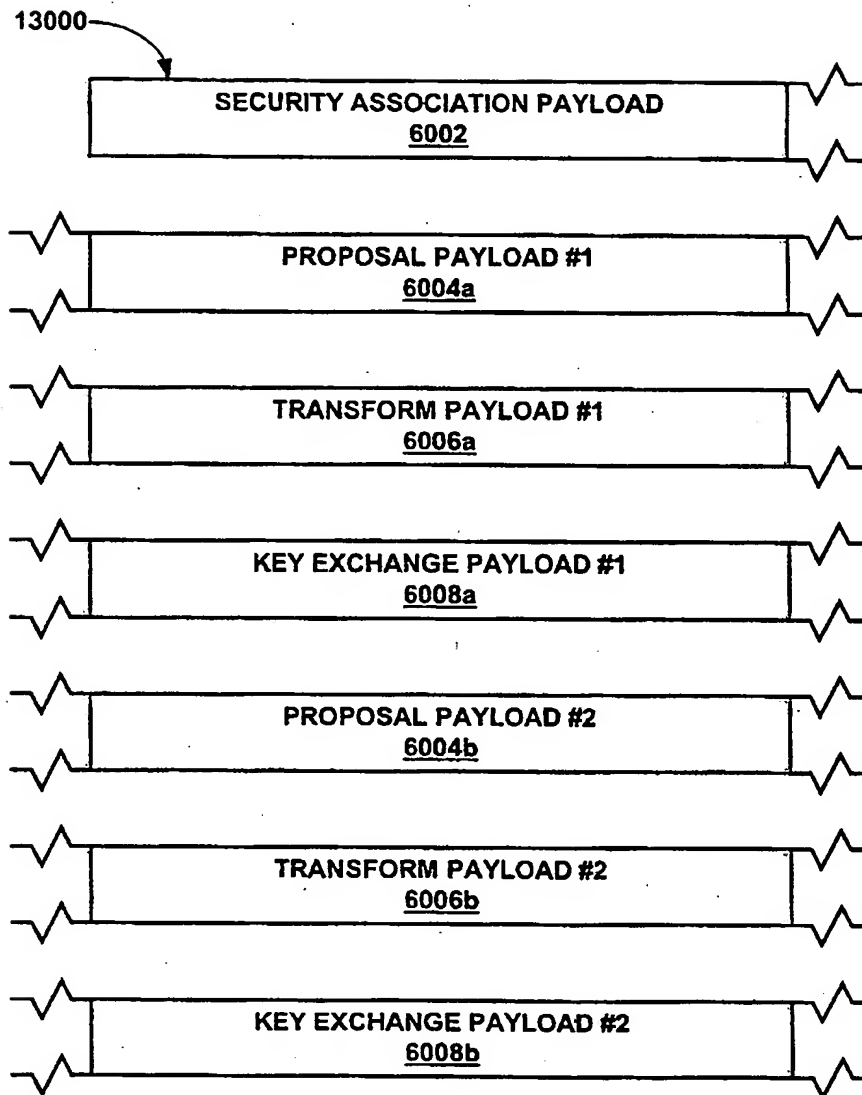 13000
SECURITY ASSOCIATION PAYLOAD
6002
PROPOSAL PAYLOAD #1
6004a
TRANSFORM PAYLOAD #1
6006a
KEY EXCHANGE PAYLOAD #1
6008a
PROPOSAL PAYLOAD #2
6004b
TRANSFORM PAYLOAD #2
6006b
KEY EXCHANGE PAYLOAD #2
6008b